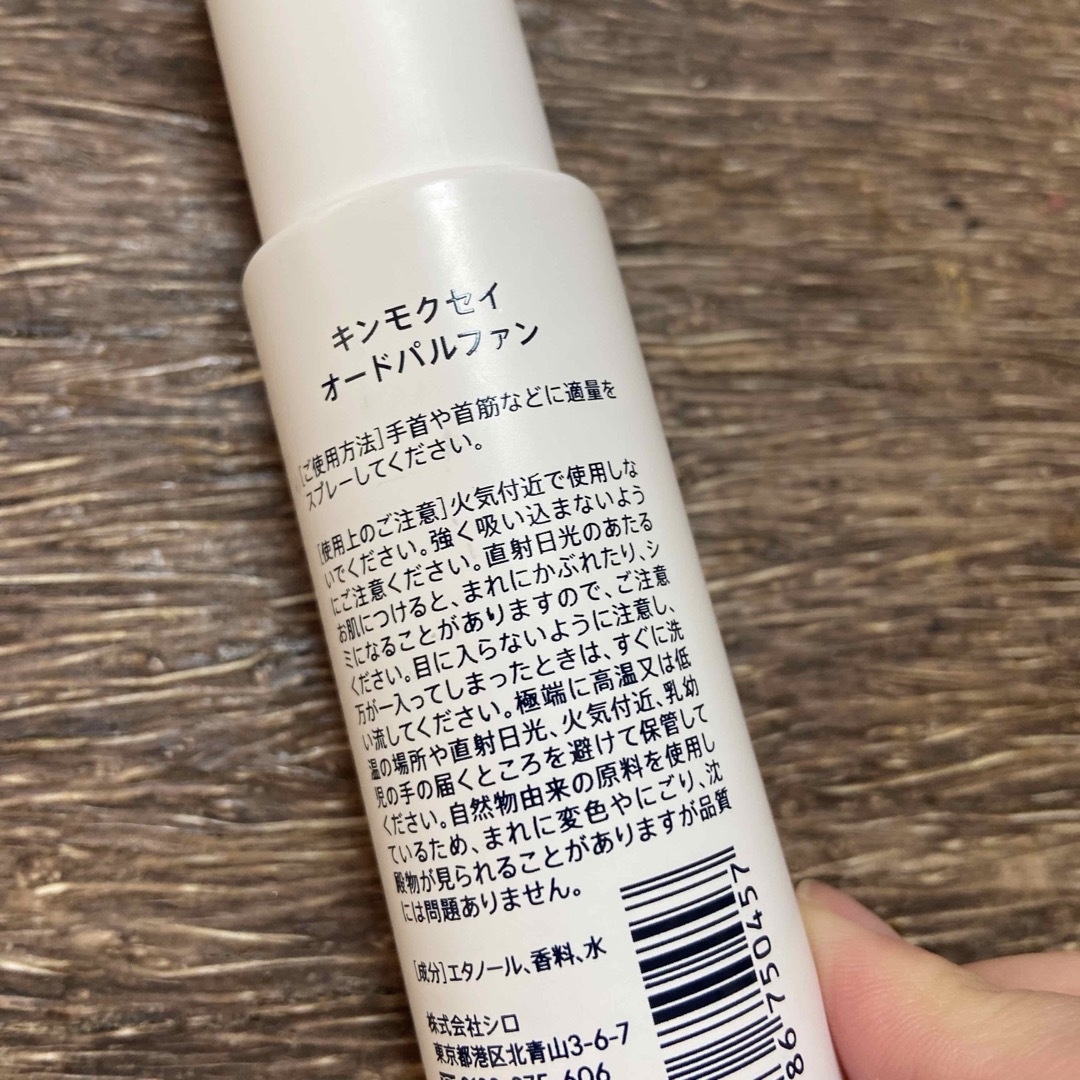 キンモクセイ
オードパルファン
[ご使用方法]手首や首筋などに適量を
スプレーしてください。
[使用上のご注意]火気付近で使用しな
いでください。強く吸い込まないよう
にご注意ください。直射日光のあたる
お肌につけると、まれにかぶれたり、シ
ミになることがありますので、ご注意
ください。目に入らないように注意し、
万が一入ってしまったときは、すぐに洗
い流してください。極端に高温又は低
温の場所や直射日光、火気付近、乳幼
児の手の届くところを避けて保管して
ください。自然物由来の原料を使用し
ているため、まれに変色やにごり、沈
殿物が見られることがありますが品質
には問題ありません。
[成分]エタノール、香料、水
株式会社シロ
東京都港区北青山3-6-7
86750457